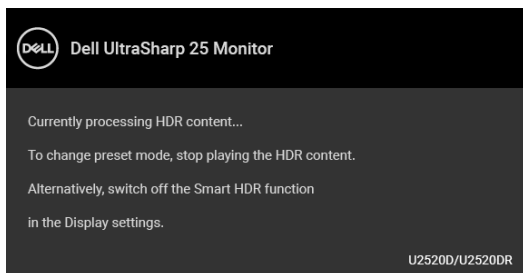 DELL Dell UltraSharp 25 Monitor
Currently processing HDR content...
To change preset mode, stop playing the HDR content.
Alternatively, switch off the Smart HDR function
in the Display settings.
U2520D/U2520DR